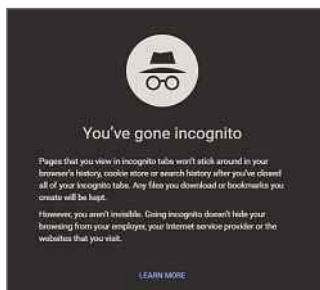 You've gone incognito
Pages that you view in incognito tabs won't stick around in your
browser's history, cookie store or search history after you've closed
all of your incognito tabs. Any files you download or bookmarks you
create will be kept.
However, you aren't invisible. Going incognito doesn't hide your
browsing from your employer, your internet service provider or the
websites that you visit.
LEARN MORE